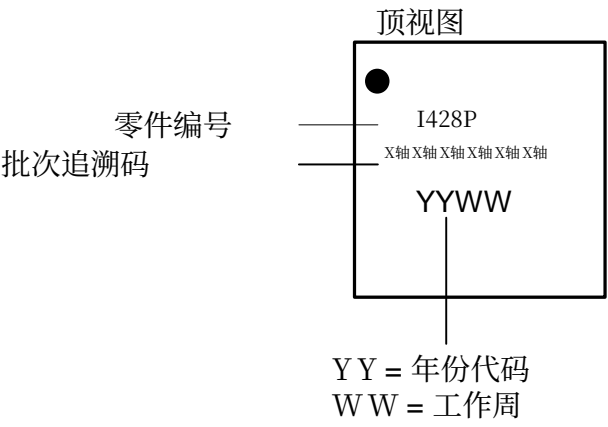 顶视图
零件编号
I428P
批次追溯码
X轴X轴X轴X轴X轴X轴
YYWW
YY = 年份代码
WW = 工作周